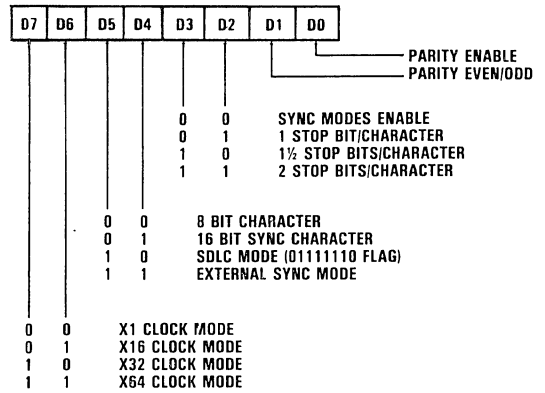 D7 D6 D5 D4 D3 D2 D1 D0
PARITY ENABLE
PARITY EVEN/ODD
0 0 SYNC MODES ENABLE
0 1 1 STOP BIT/CHARACTER
1 0 1½ STOP BITS/CHARACTER
1 1 2 STOP BITS/CHARACTER
0 0 8 BIT CHARACTER
0 1 16 BIT SYNC CHARACTER
1 0 SDLC MODE (01111110 FLAG)
1 1 EXTERNAL SYNC MODE
0 0 X1 CLOCK MODE
0 1 X16 CLOCK MODE
1 0 X32 CLOCK MODE
1 1 X64 CLOCK MODE